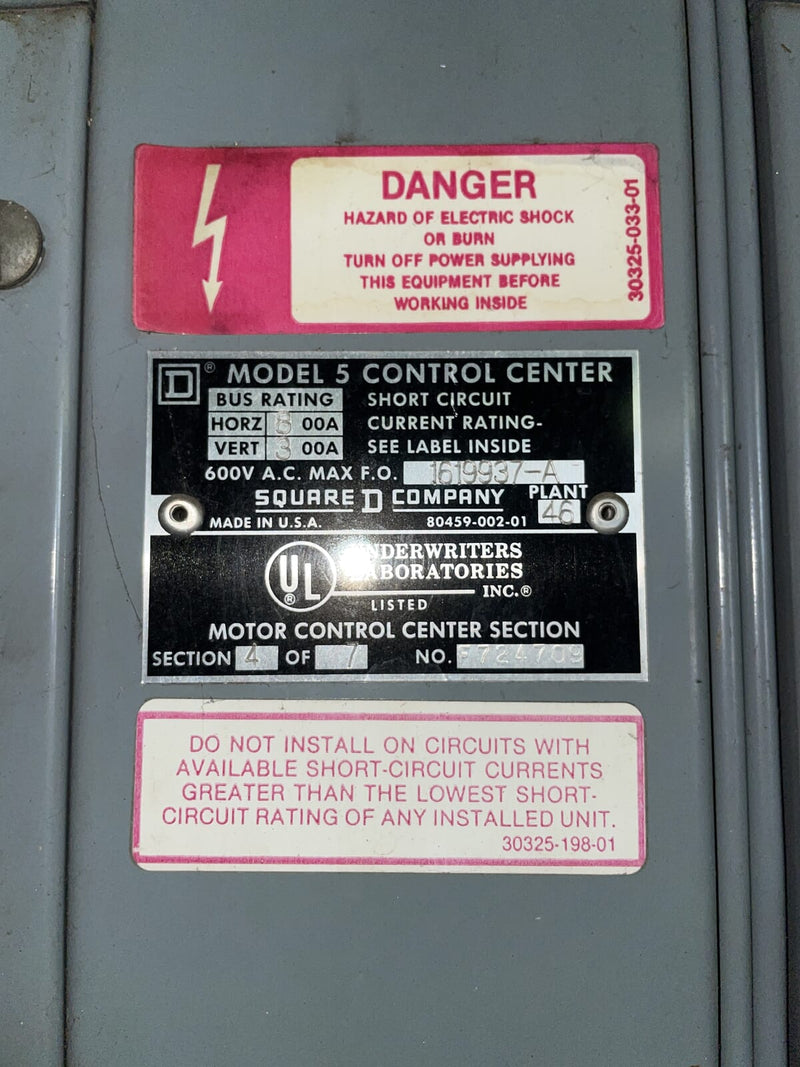 DANGER
HAZARD OF ELECTRIC SHOCK
OR BURN
TURN OFF POWER SUPPLYING
THIS EQUIPMENT BEFORE
WORKING INSIDE
30325-033-01
D® MODEL 5 CONTROL CENTER
BUS RATING
HORZ 00A
VERT 3 00A
SHORT CIRCUIT
CURRENT RATING-
SEE LABEL INSIDE
600V A.C. MAX F.O. 1619937-A
SQUARE D COMPANY
PLANT 46
MADE IN U.S.A. 80459-002-01
UL® UNDERWRITERS
LABORATORIES
INC.®
LISTED
MOTOR CONTROL CENTER SECTION
SECTION 4 OF 7 NO. F724709
DO NOT INSTALL ON CIRCUITS WITH
AVAILABLE SHORT-CIRCUIT CURRENTS
GREATER THAN THE LOWEST SHORT-
CIRCUIT RATING OF ANY INSTALLED UNIT.
30325-198-01